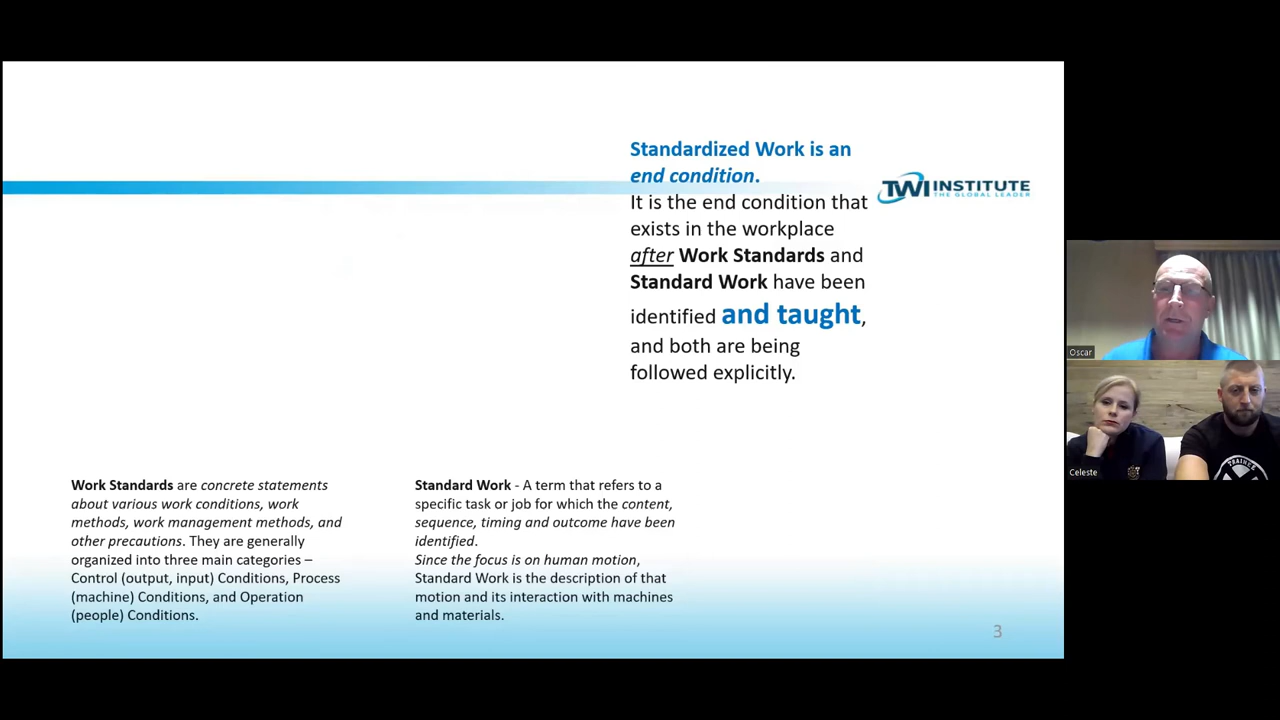 Standardized Work is an
end condition.
It is the end condition that
exists in the workplace
after Work Standards and
Standard Work have been
identified and taught,
and both are being
followed explicitly.
TWI INSTITUTE
THE GLOBAL LEADER
Work Standards are concrete statements
about various work conditions, work
methods, work management methods, and
other precautions. They are generally
organized into three main categories –
Control (output, input) Conditions, Process
(machine) Conditions, and Operation
(people) Conditions.
Standard Work - A term that refers to a
specific task or job for which the content,
sequence, timing and outcome have been
identified.
Since the focus is on human motion,
Standard Work is the description of that
motion and its interaction with machines
and materials.
3
Oscar
Celeste
TRAINEE